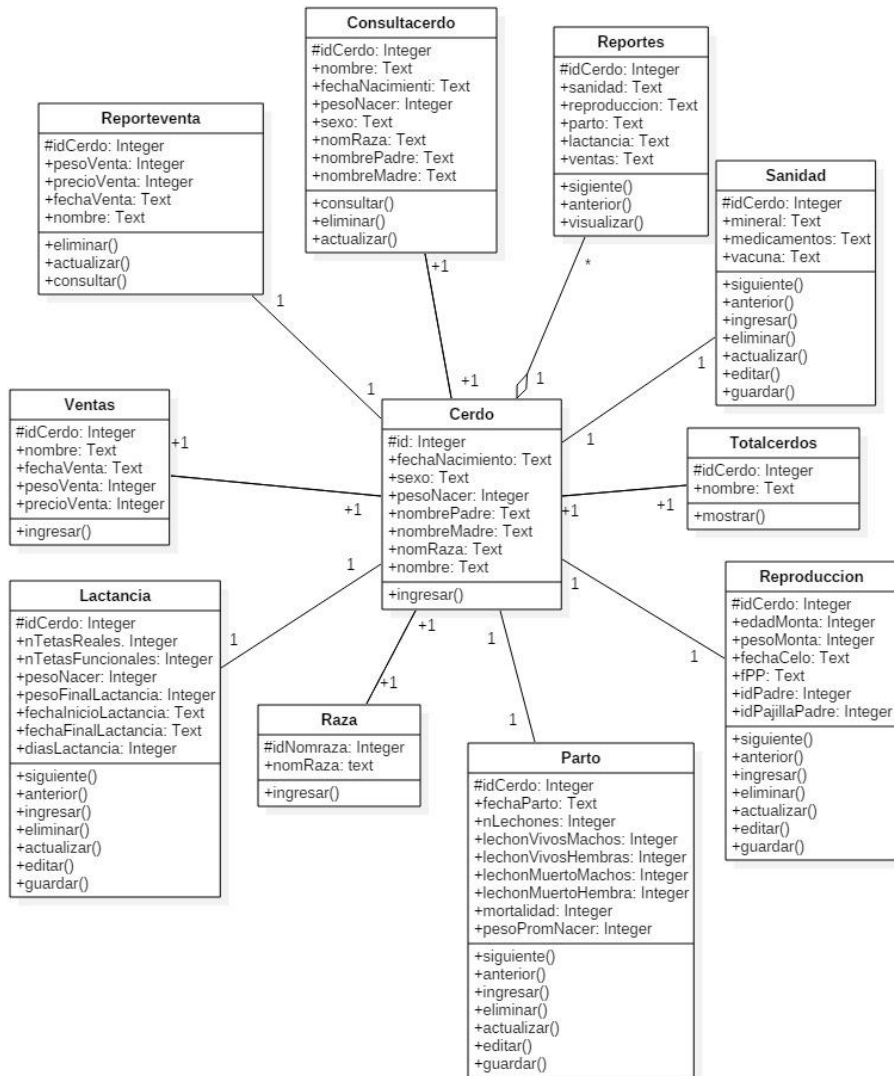 Consultacerdo
#idCerdo: Integer
+nombre: Text
+fechaNacimienti: Text
+pesoNacer: Integer
+sexo: Text
+nomRaza: Text
+nombrePadre: Text
+nombreMadre: Text
+consultar()
+eliminar()
+actualizar()
+1
+1
Reportes
#idCerdo: Integer
+sanidad: Text
+reproduccion: Text
+parto: Text
+lactancia: Text
+ventas: Text
+sigiente()
+anterior()
+visualizar()
*
1
Reporteventa
#idCerdo: Integer
+pesoVenta: Integer
+precioVenta: Integer
+fechaVenta: Text
+nombre: Text
+eliminar()
+actualizar()
+consultar()
1
1
Sanidad
#idCerdo: Integer
+mineral: Text
+medicamentos: Text
+vacuna: Text
+siguiente()
+anterior()
+ingresar()
+eliminar()
+actualizar()
+editar()
+guardar()
1
1
Ventas
#idCerdo: Integer
+nombre: Text
+fechaVenta: Text
+pesoVenta: Integer
+precioVenta: Integer
+ingresar()
+1
+1
Cerdo
#id: Integer
+fechaNacimiento: Text
+sexo: Text
+pesoNacer: Integer
+nombrePadre: Text
+nombreMadre: Text
+nomRaza: Text
+nombre: Text
+ingresar()
Totalcerdos
#idCerdo: Integer
+nombre: Text
+mostrar()
+1
+1
Lactancia
#idCerdo: Integer
+nTetasReales. Integer
+nTetasFuncionales: Integer
+pesoNacer: Integer
+pesoFinalLactancia: Integer
+fechaInicioLactancia: Text
+fechaFinalLactancia: Text
+diasLactancia: Integer
+siguiente()
+anterior()
+ingresar()
+eliminar()
+actualizar()
+editar()
+guardar()
1
1
Raza
#idNomraza: Integer
+nomRaza: text
+ingresar()
+1
+1
Parto
#idCerdo: Integer
+fechaParto: Text
+nLechones: Integer
+lechonVivosMachos: Integer
+lechonVivosHembras: Integer
+lechonMuertoMachos: Integer
+lechonMuertoHembra: Integer
+mortalidad: Integer
+pesoPromNacer: Integer
+siguiente()
+anterior()
+ingresar()
+eliminar()
+actualizar()
+editar()
+guardar()
1
1
Reproduccion
#idCerdo: Integer
+edadMonta: Integer
+pesoMonta: Integer
+fechaCelo: Text
+fPP: Text
+idPadre: Integer
+idPajillaPadre: Integer
+siguiente()
+anterior()
+ingresar()
+eliminar()
+actualizar()
+editar()
+guardar()
1
1